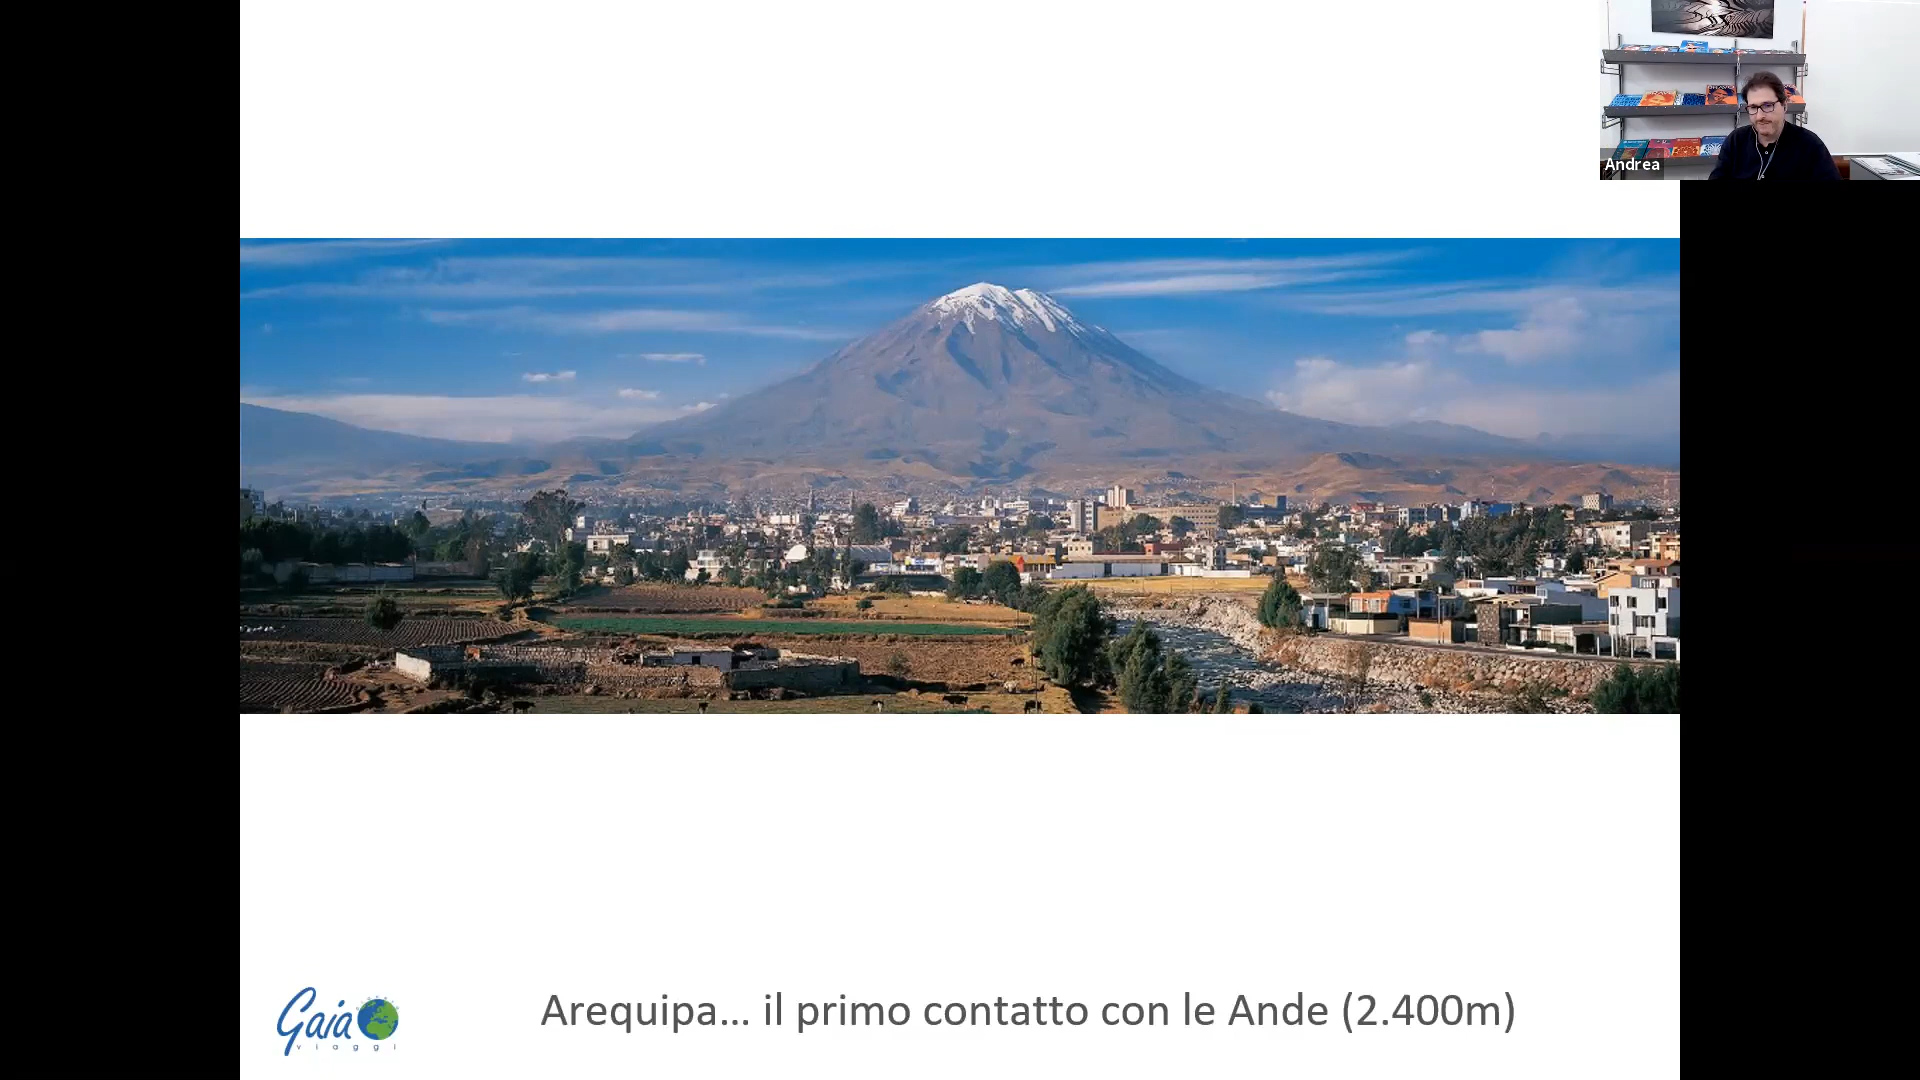 Andrea
Arequipa... il primo contatto con le Ande (2.400m)
Gaia
viaggi